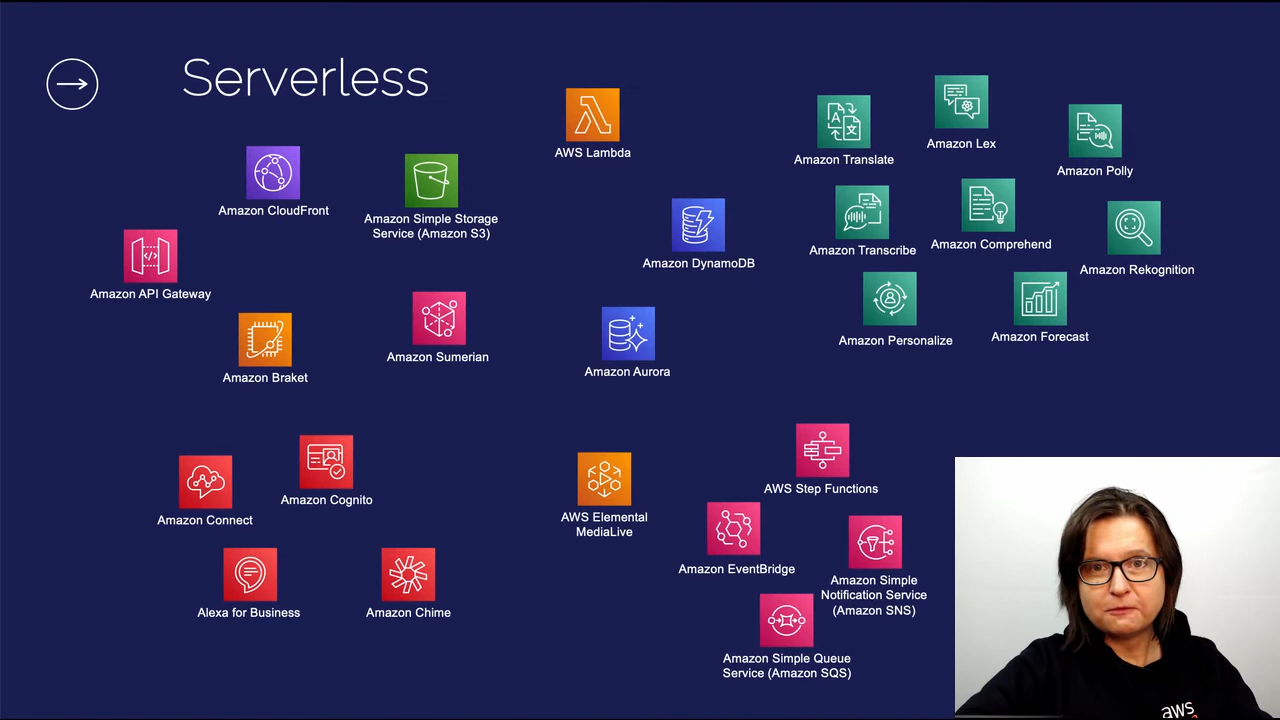 Serverless
AWS Lambda
Amazon Translate
Amazon Lex
Amazon Polly
Amazon CloudFront
Amazon Simple Storage
Service (Amazon S3)
Amazon DynamoDB
Amazon Transcribe
Amazon Comprehend
Amazon Rekognition
Amazon API Gateway
Amazon Braket
Amazon Sumerian
Amazon Aurora
Amazon Personalize
Amazon Forecast
Amazon Connect
Amazon Cognito
AWS Elemental
MediaLive
AWS Step Functions
Amazon EventBridge
Amazon Simple
Notification Service
(Amazon SNS)
Alexa for Business
Amazon Chime
Amazon Simple Queue
Service (Amazon SQS)
aws